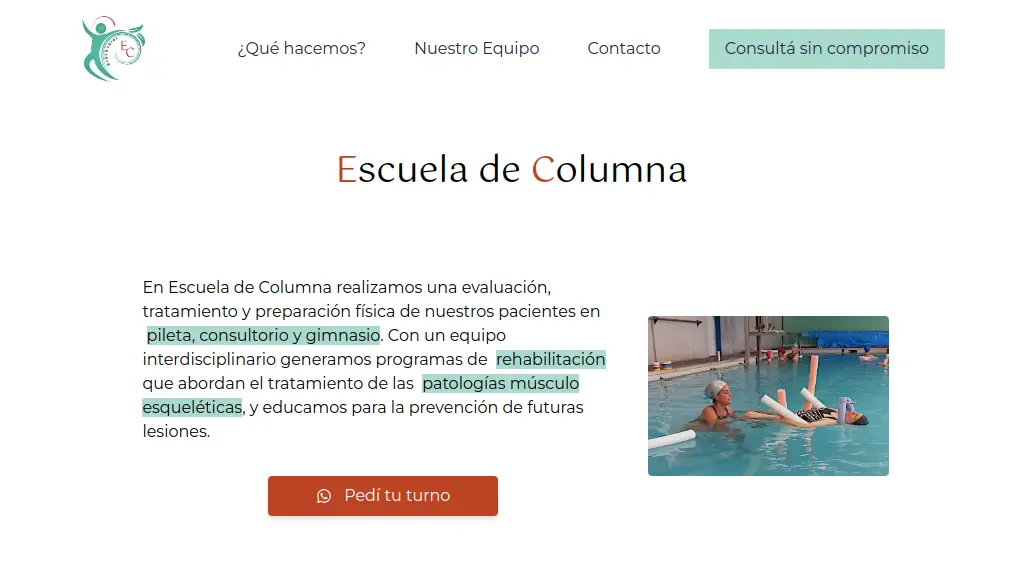 EC
¿Qué hacemos?
Nuestro Equipo
Contacto
Consultá sin compromiso
Escuela de Columna
En Escuela de Columna realizamos una evaluación,
tratamiento y preparación física de nuestros pacientes en
pileta, consultorio y gimnasio. Con un equipo
interdisciplinario generamos programas de rehabilitación
que abordan el tratamiento de las patologías músculo
esqueléticas, y educamos para la prevención de futuras
lesiones.
Pedí tu turno